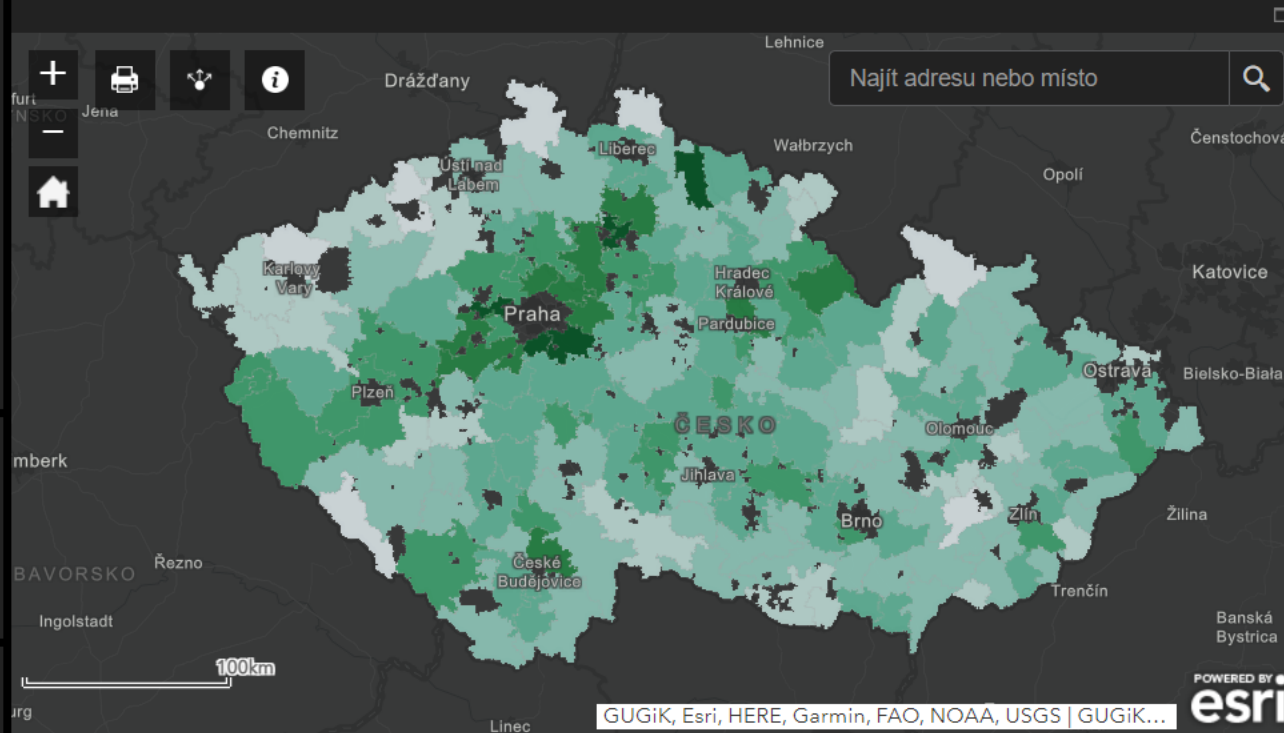 Lehnice
Najít adresu nebo místo
Drážďany
furt
NSKO
Jena
Chemnitz
Čenstochová
Liberec
Wałbrzych
Ústí nad
Labem
Opolí
Karlovy
Vary
Hradec
Králové
Katovice
Praha
Pardubice
Ostrava
Bielsko-Biała
Plzeň
ČESKO
Olomouc
mberk
Jihlava
Brno
Zlín
Žilina
Řezno
BAVORSKO
České
Budějovice
Trenčín
Ingolstadt
Banská
Bystrica
100km
POWERED BY
esri
urg
GUGiK, Esri, HERE, Garmin, FAO, NOAA, USGS | GUGiK...
Linec